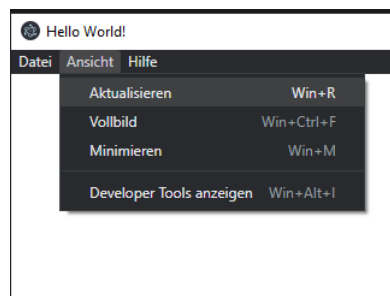 Hello World!
Datei Ansicht Hilfe
Aktualisieren Win+R
Vollbild Win+Ctrl+F
Minimieren Win+M
Developer Tools anzeigen Win+Alt+I